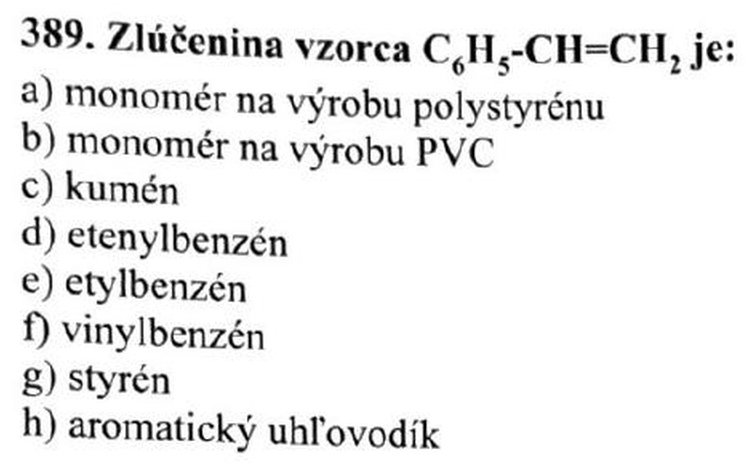 389. Zlúčenina vzorca C₆H₅-CH=CH₂ je:
a) monomér na výrobu polystyrénu
b) monomér na výrobu PVC
c) kumén
d) etenylbenzén
e) etylbenzén
f) vinylbenzén
g) styrén
h) aromatický uhľovodík